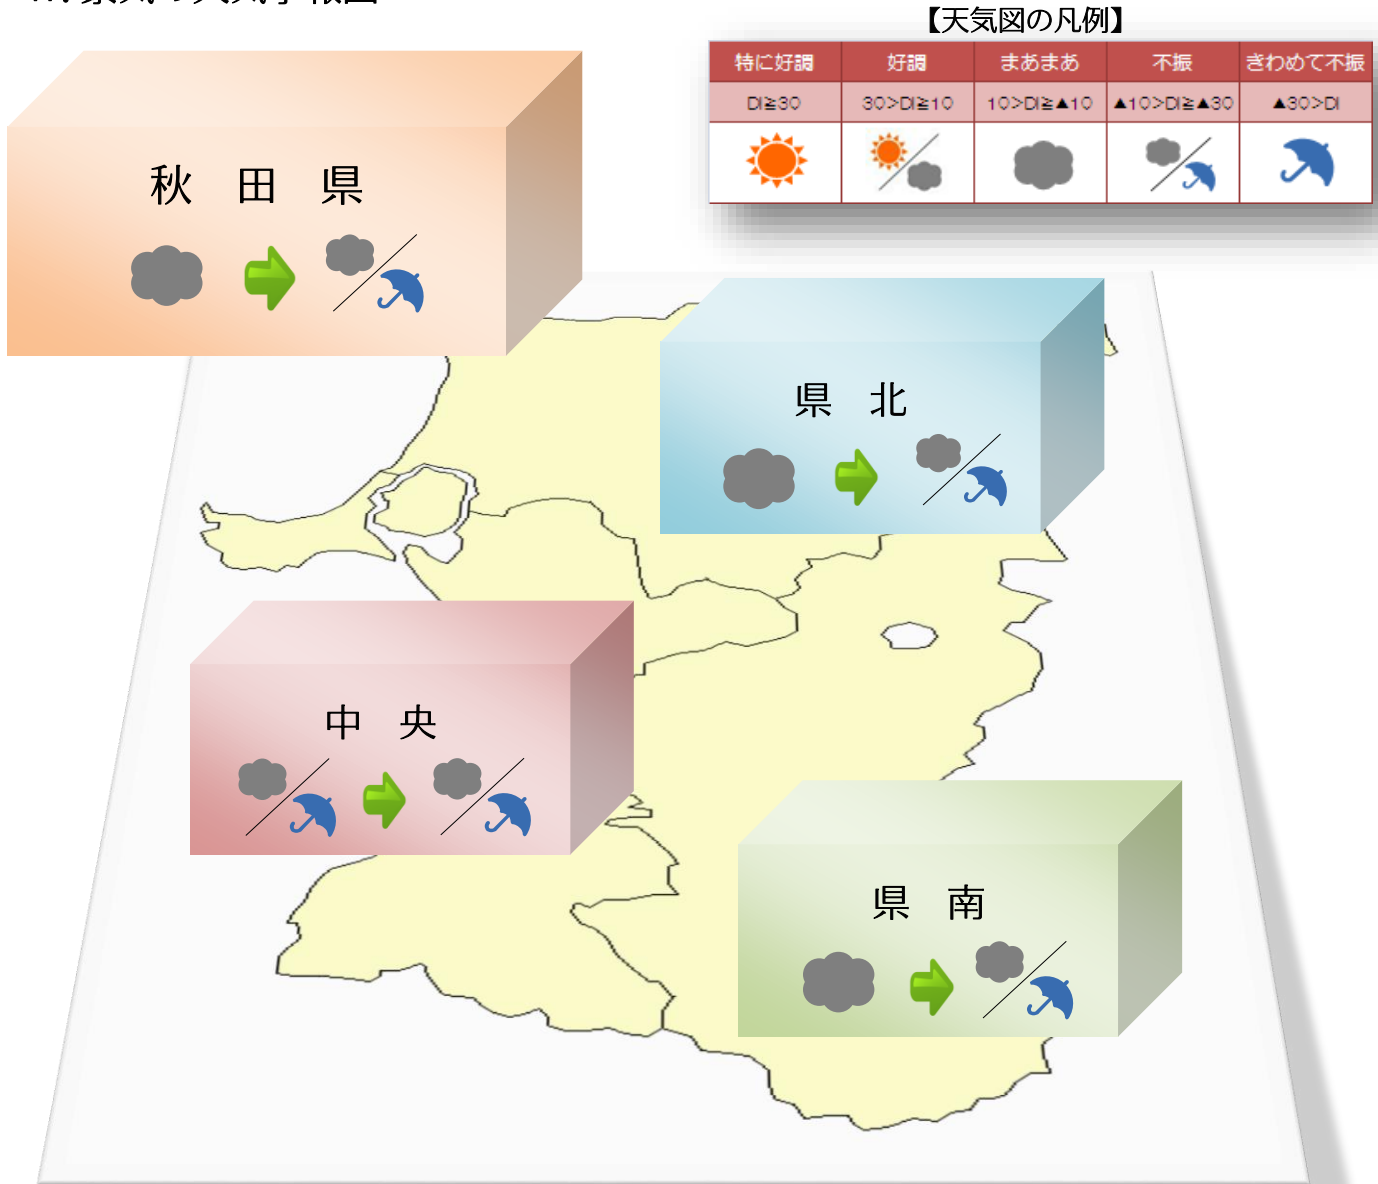 【天気図の凡例】
特に好調 好調 まあまあ 不振 きわめて不振
DI≧30 30>DI≧10 10>DI≧▲10 ▲10>DI≧▲30 ▲30>DI
秋 田 県
県 北
中 央
県 南